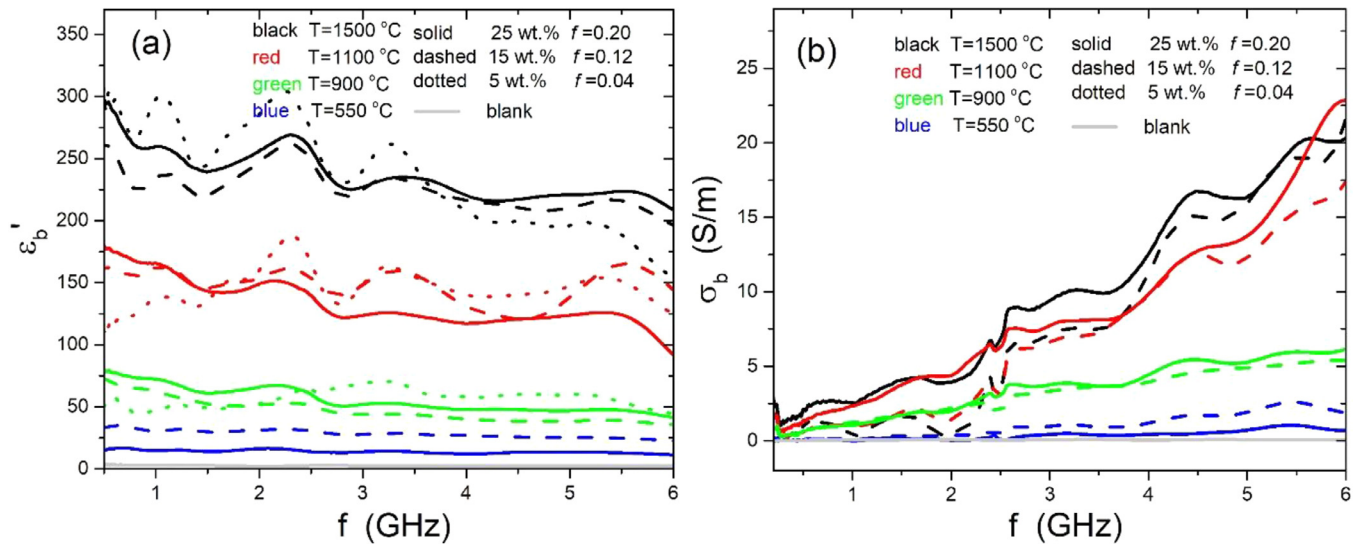 (a)
black T=1500 °C solid 25 wt.% f=0.20
red T=1100 °C dashed 15 wt.% f=0.12
green T=900 °C dotted 5 wt.% f=0.04
blue T=550 °C blank
350
300
250
200
150
100
50
0
εb'
1 2 3 4 5 6
f (GHz)
(b)
black T=1500 °C solid 25 wt.% f=0.20
red T=1100 °C dashed 15 wt.% f=0.12
green T=900 °C dotted 5 wt.% f=0.04
blue T=550 °C blank
25
20
15
10
5
0
σb (S/m)
1 2 3 4 5 6
f (GHz)